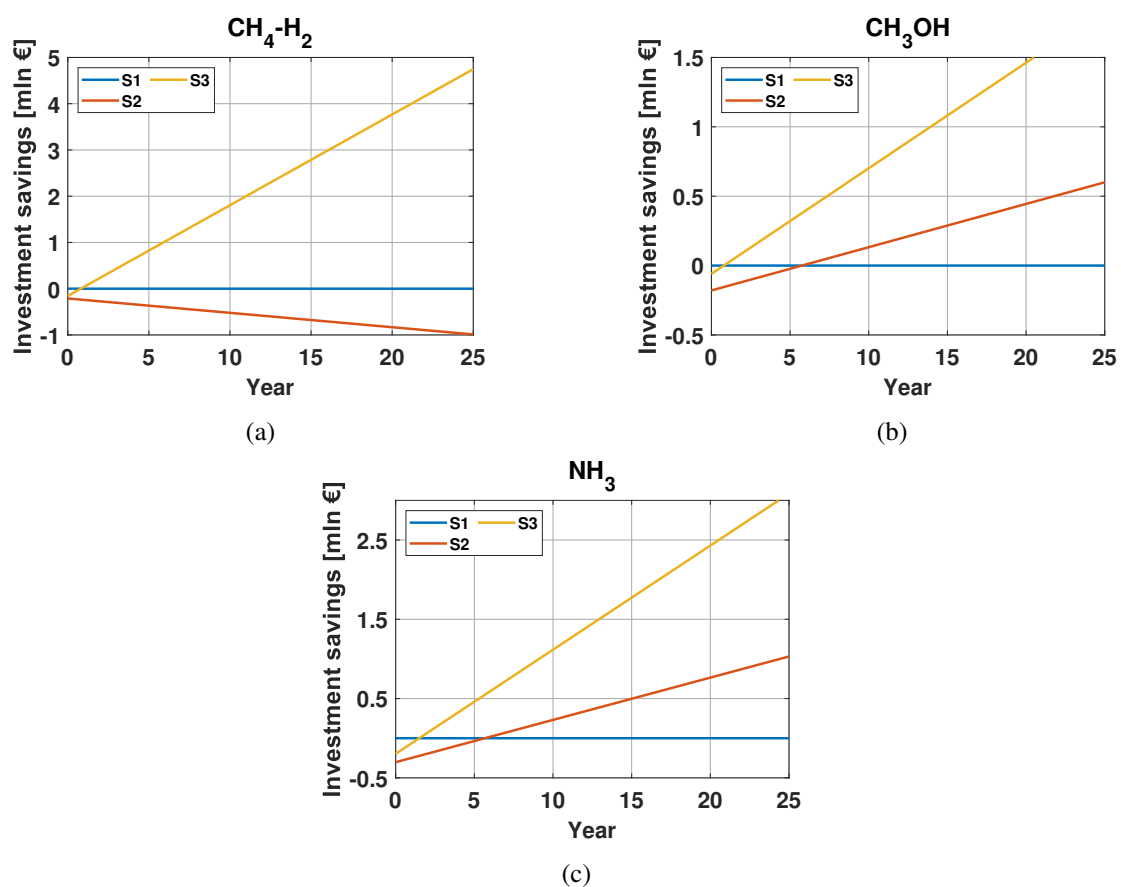 CH4-H2
Investment savings [mln €]
5
4
3
2
1
0
-1
S1 S3
S2
0 5 10 15 20 25
Year
(a)
CH3OH
Investment savings [mln €]
1.5
1
0.5
0
-0.5
S1 S3
S2
0 5 10 15 20 25
Year
(b)
NH3
Investment savings [mln €]
2.5
1.5
0.5
-0.5
S1 S3
S2
0 5 10 15 20 25
Year
(c)